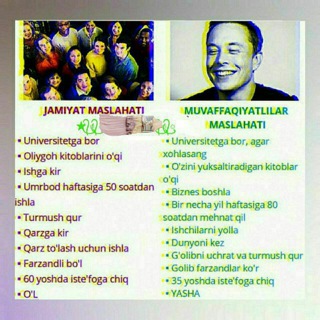 JAMIYAT MASLAHATI
• Universitetga bor
• Oliygoh kitoblarini o'qi
• Ishga kir
• Umrbod haftasiga 50 soatdan
ishla
• Turmush qur
• Qarzga kir
• Qarz to'lash uchun ishla
• Farzandli bo'l
• 60 yoshda iste'foga chiq
• O'L
MUVAFFAQIYATLILAR
MASLAHATI
• Universitetga bor, agar
xohlasang
• O'zini yuksaltiradigan kitoblar
o'qi
• Biznes boshla
• Bir necha yil haftasiga 80
soatdan mehnat qil
• Ishchilarni yolla
• Dunyoni kez
• G'olibni uchrat va turmush qur
• Golib farzandlar ko'r
• 35 yoshda iste'foga chiq
• YASHA